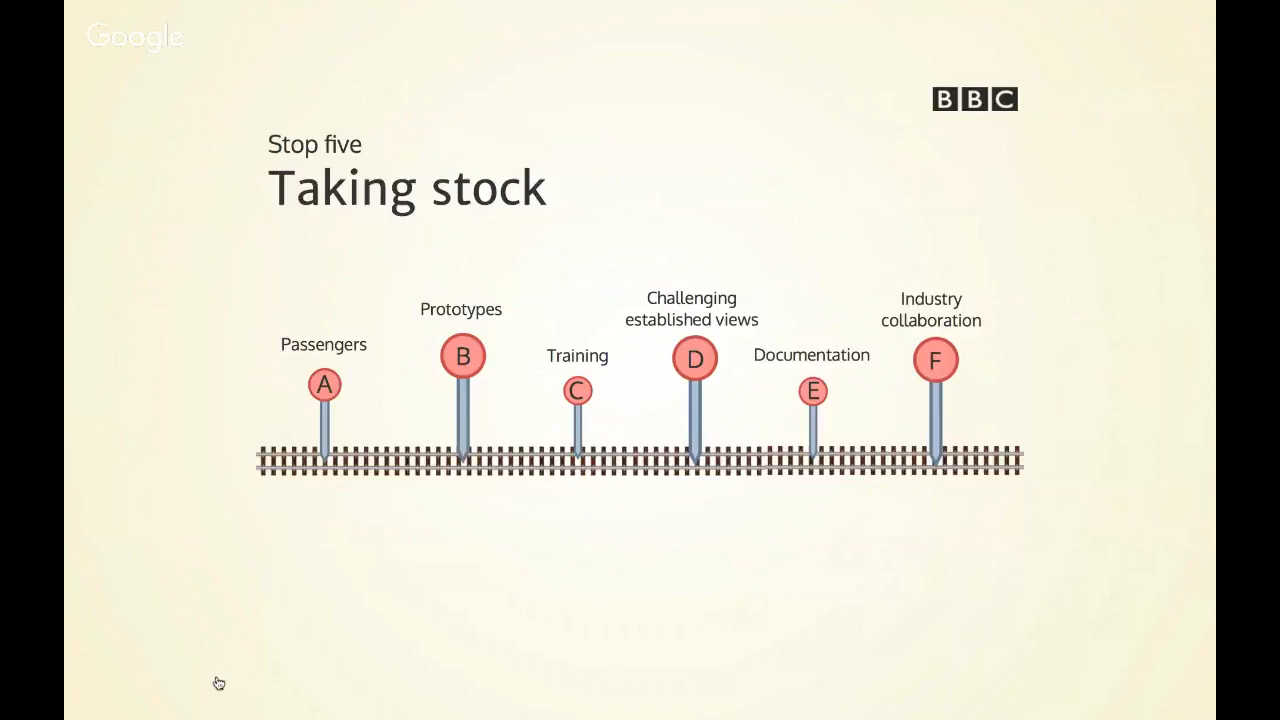 Google
BBC
Stop five
Taking stock
Passengers
A
Prototypes
B
Training
C
Challenging
established views
D
Documentation
E
Industry
collaboration
F